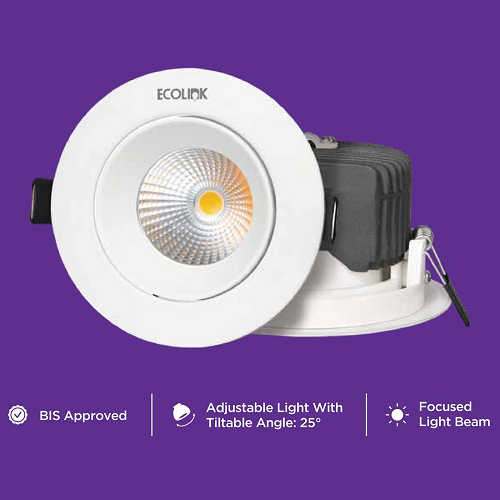 ECOLINK
BIS Approved
Adjustable Light With
Tiltable Angle: 25°
Focused
Light Beam